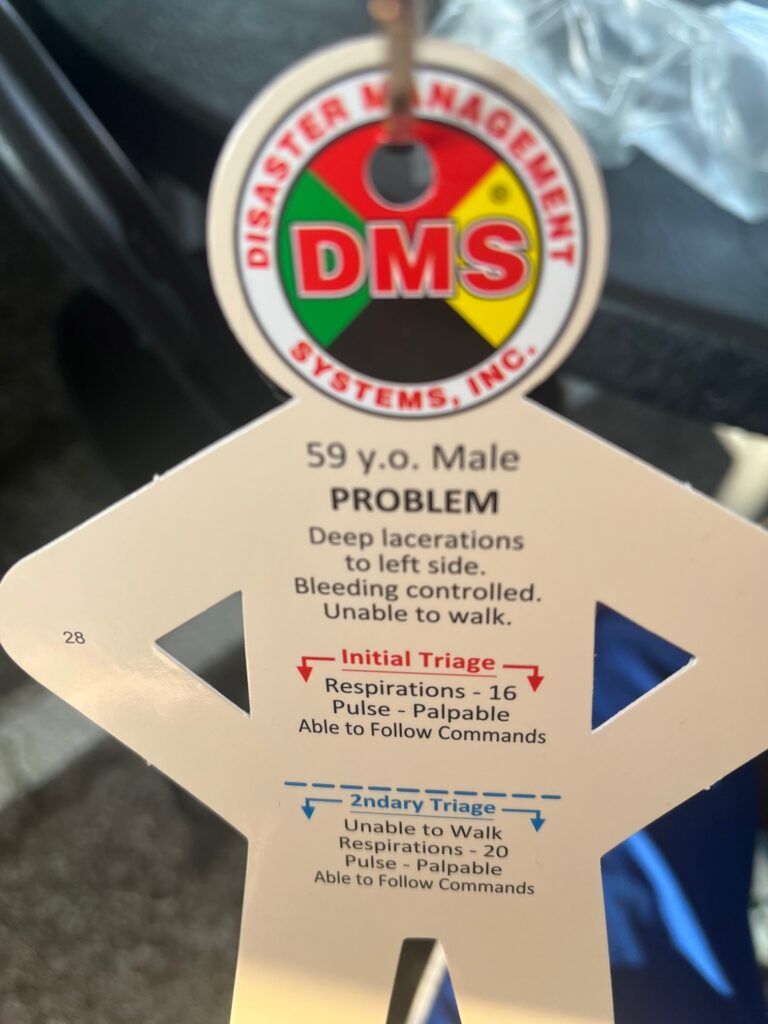 DISASTER MANAGEMENT
DMS®
SYSTEMS, INC.
59 y.o. Male
PROBLEM
Deep lacerations
to left side.
Bleeding controlled.
Unable to walk.
28
Initial Triage
Respirations - 16
Pulse - Palpable
Able to Follow Commands
2ndary Triage
Unable to Walk
Respirations - 20
Pulse - Palpable
Able to Follow Commands